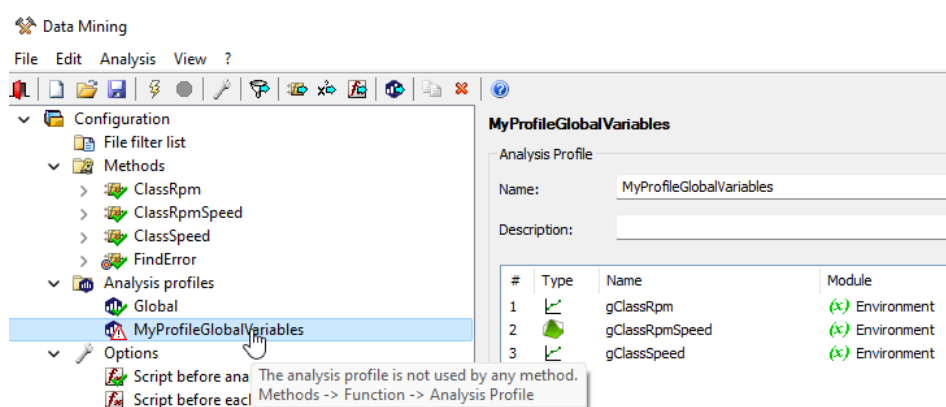 Data Mining
File Edit Analysis View ?
Configuration
File filter list
Methods
ClassRpm
ClassRpmSpeed
ClassSpeed
FindError
Analysis profiles
Global
MyProfileGlobalVariables
Options
Script before ana
Script before eac
The analysis profile is not used by any method.
Methods -> Function -> Analysis Profile
MyProfileGlobalVariables
Analysis Profile
Name: MyProfileGlobalVariables
Description:
# Type Name Module
1 gClassRpm (x) Environment
2 gClassRpmSpeed (x) Environment
3 gClassSpeed (x) Environment